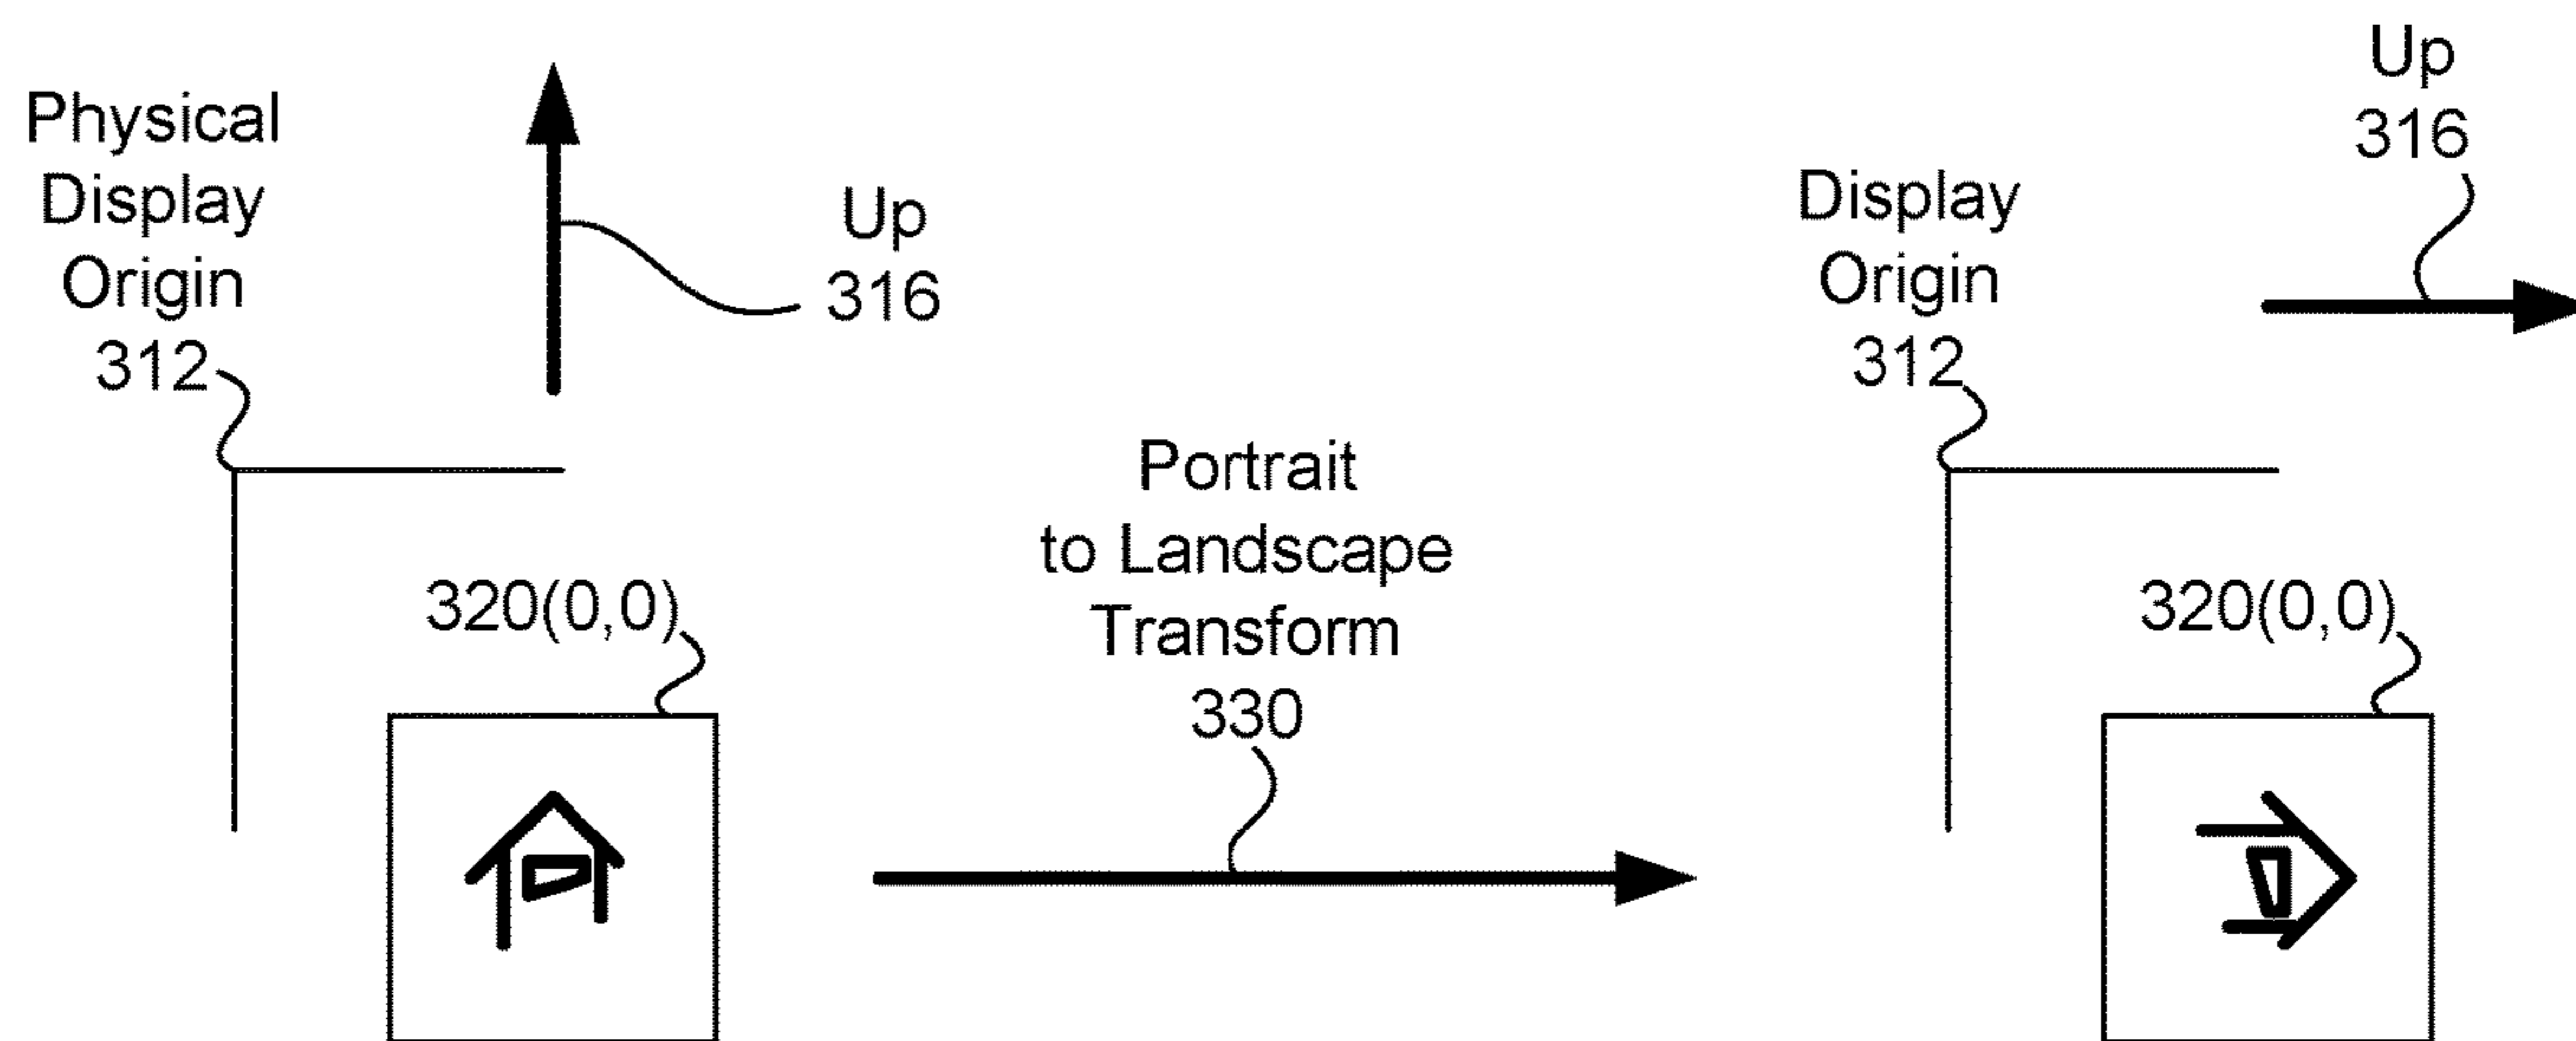 Physical
Display
Origin
312
Up
316
320(0,0)
Portrait
to Landscape
Transform
330
Display
Origin
312
Up
316
320(0,0)